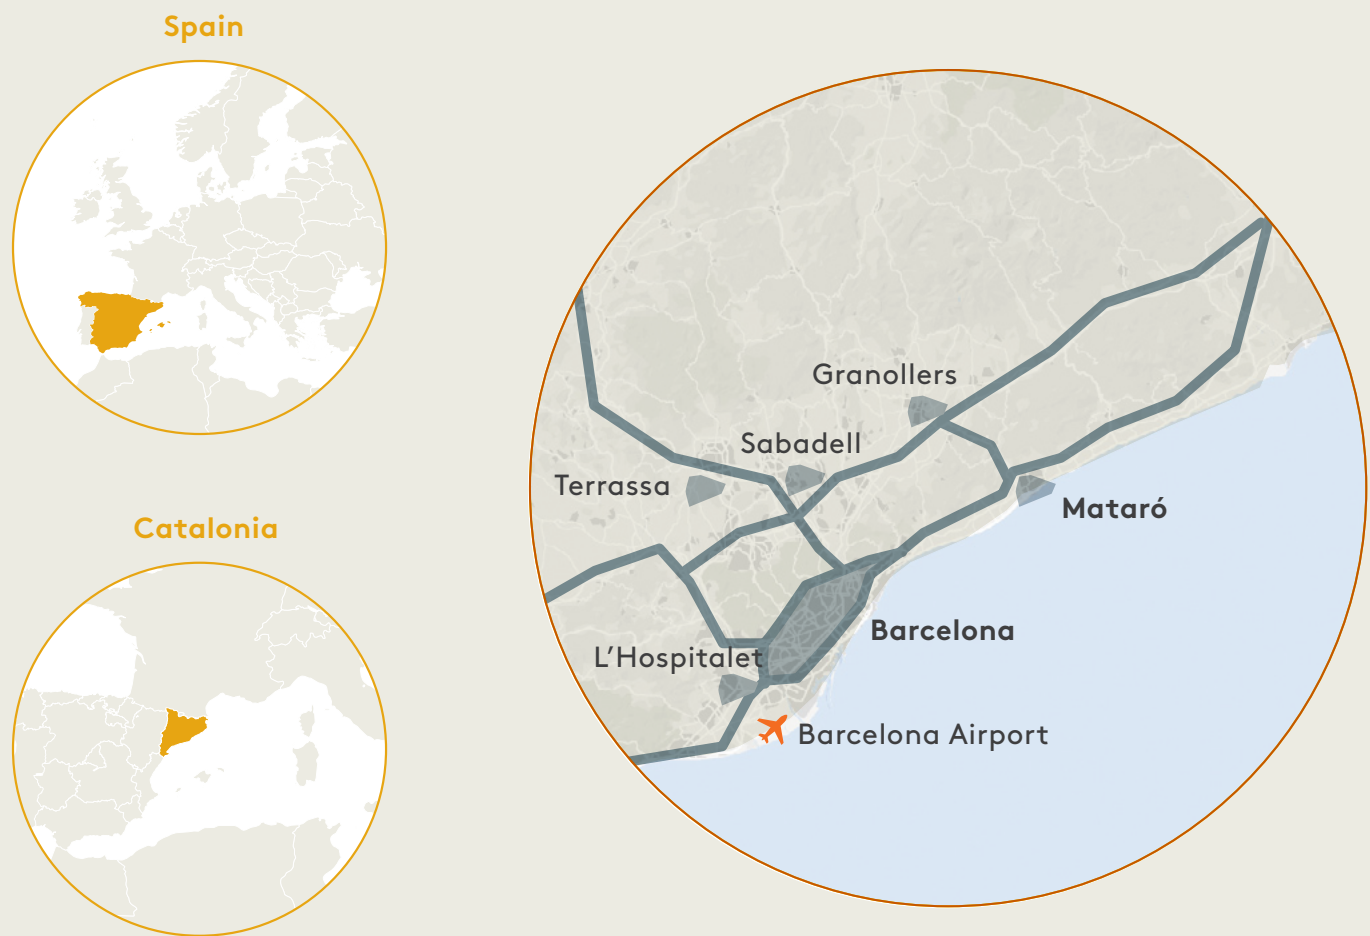 Spain
Catalonia
Granollers
Sabadell
Terrassa
Mataró
Barcelona
L’Hospitalet
Barcelona Airport